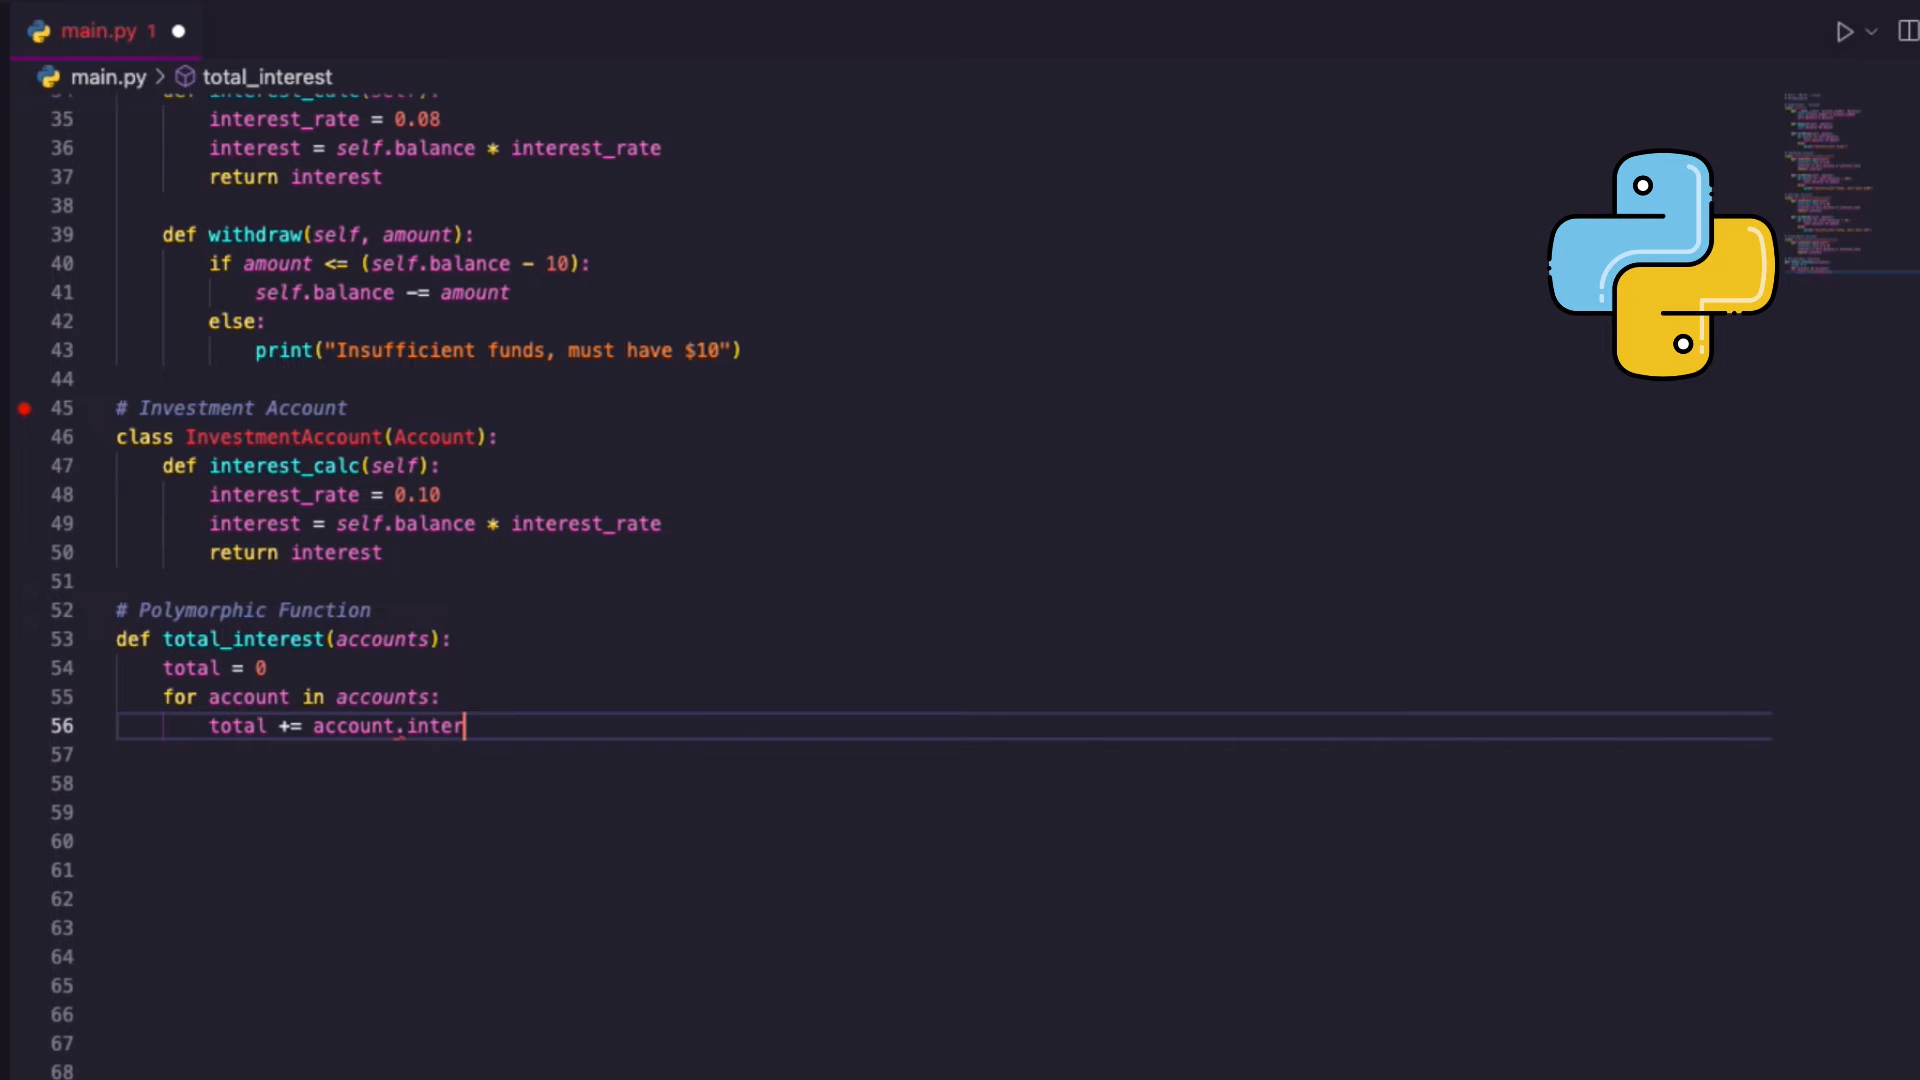 main.py 1
main.py > total_interest
def interest_calc(self):
35 interest_rate = 0.08
36 interest = self.balance * interest_rate
37 return interest
38
39 def withdraw(self, amount):
40 if amount <= (self.balance - 10):
41 self.balance -= amount
42 else:
43 print("Insufficient funds, must have $10")
44
45 # Investment Account
46 class InvestmentAccount(Account):
47 def interest_calc(self):
48 interest_rate = 0.10
49 interest = self.balance * interest_rate
50 return interest
51
52 # Polymorphic Function
53 def total_interest(accounts):
54 total = 0
55 for account in accounts:
56 total += account.inter
57
58
59
60
61
62
63
64
65
66
67
68